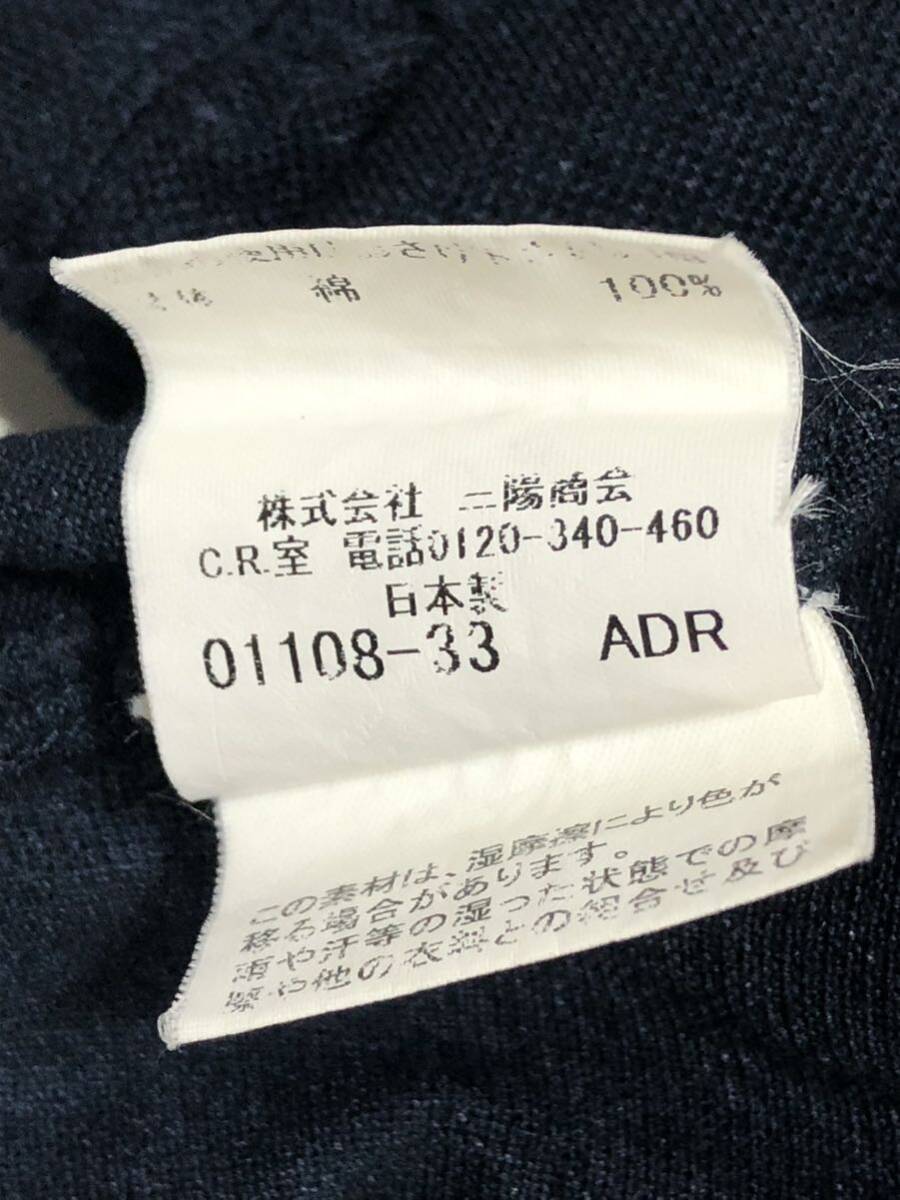 綿 100%
株式会社 三陽商会
C.R.室 電話0120-340-460
日本製
01108-33 ADR
この素材は、湿摩擦により色が
移る場合があります。
雨や汗等の湿った状態での摩
擦や他の衣料との組合せ及び